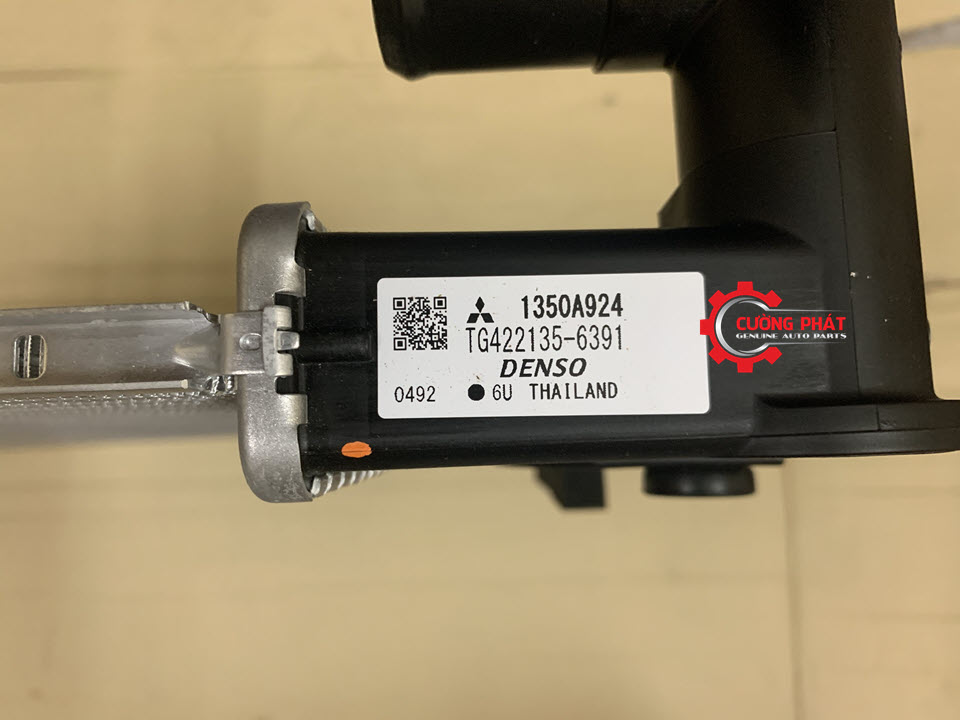 1350A924
TG422135-6391
DENSO
0492 ● 6U THAILAND
CƯỜNG PHÁT
GENUINE AUTO PARTS